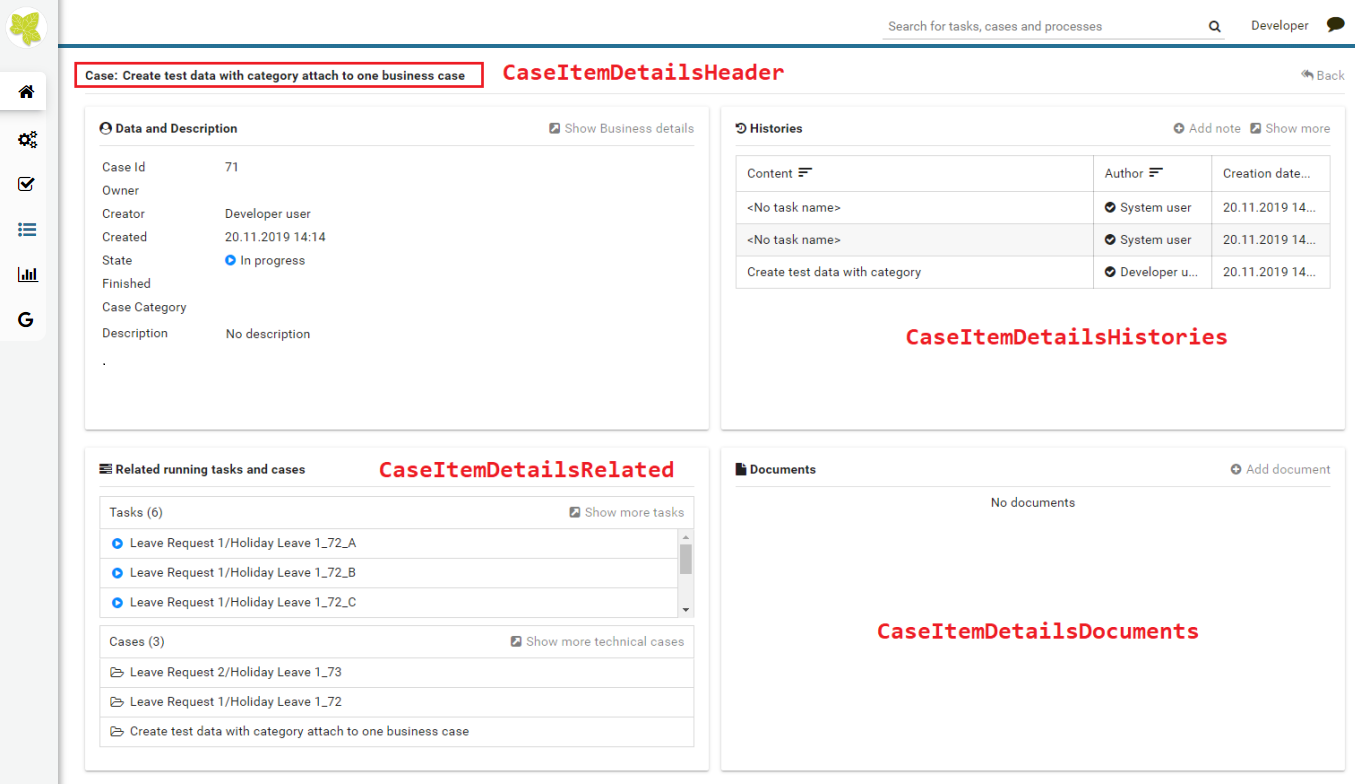 Search for tasks, cases and processes
Developer
Case: Create test data with category attach to one business case
CaseItemDetailsHeader
Back
Data and Description
Show Business details
Case Id 71
Owner
Creator Developer user
Created 20.11.2019 14:14
State In progress
Finished
Case Category
Description No description
.
Histories
Add note
Show more
Content Author Creation date...
<No task name> System user 20.11.2019 14...
<No task name> System user 20.11.2019 14...
Create test data with category Developer u... 20.11.2019 14...
CaseItemDetailsHistories
Related running tasks and cases
CaseItemDetailsRelated
Tasks (6)
Show more tasks
Leave Request 1/Holiday Leave 1_72_A
Leave Request 1/Holiday Leave 1_72_B
Leave Request 1/Holiday Leave 1_72_C
Cases (3)
Show more technical cases
Leave Request 2/Holiday Leave 1_73
Leave Request 1/Holiday Leave 1_72
Create test data with category attach to one business case
Documents
Add document
No documents
CaseItemDetailsDocuments